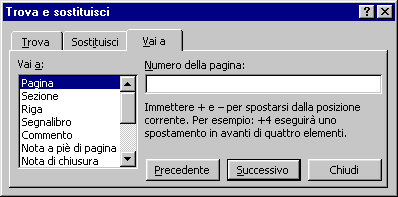 Trova e sostituisci
Trova Sostituisci Vai a
Vai a: Numero della pagina:
Pagina
Sezione
Riga
Segnalibro
Commento
Nota a piè di pagina
Nota di chiusura
Immettere + e – per spostarsi dalla posizione
corrente. Per esempio: +4 eseguirà uno
spostamento in avanti di quattro elementi.
Precedente Successivo Chiudi